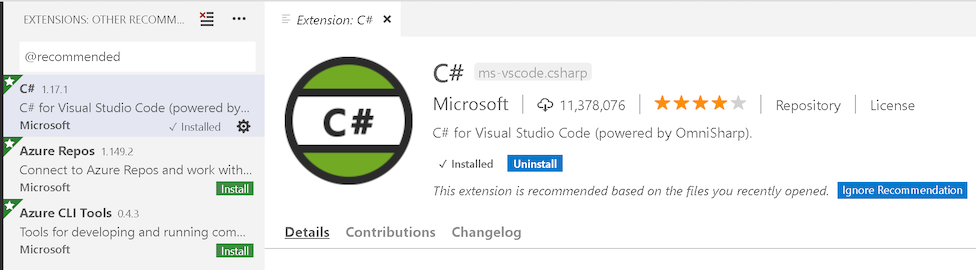 EXTENSIONS: OTHER RECOMM...
@recommended
C# 1.17.1
C# for Visual Studio Code (powered by...
Microsoft ✓ Installed
Azure Repos 1.149.2
Connect to Azure Repos and work with...
Microsoft Install
Azure CLI Tools 0.4.3
Tools for developing and running com...
Microsoft Install
Extension: C#
C#
C# ms-vscode.csharp
Microsoft 11,378,076 Repository License
C# for Visual Studio Code (powered by OmniSharp).
✓ Installed Uninstall
This extension is recommended based on the files you recently opened. Ignore Recommendation
Details Contributions Changelog